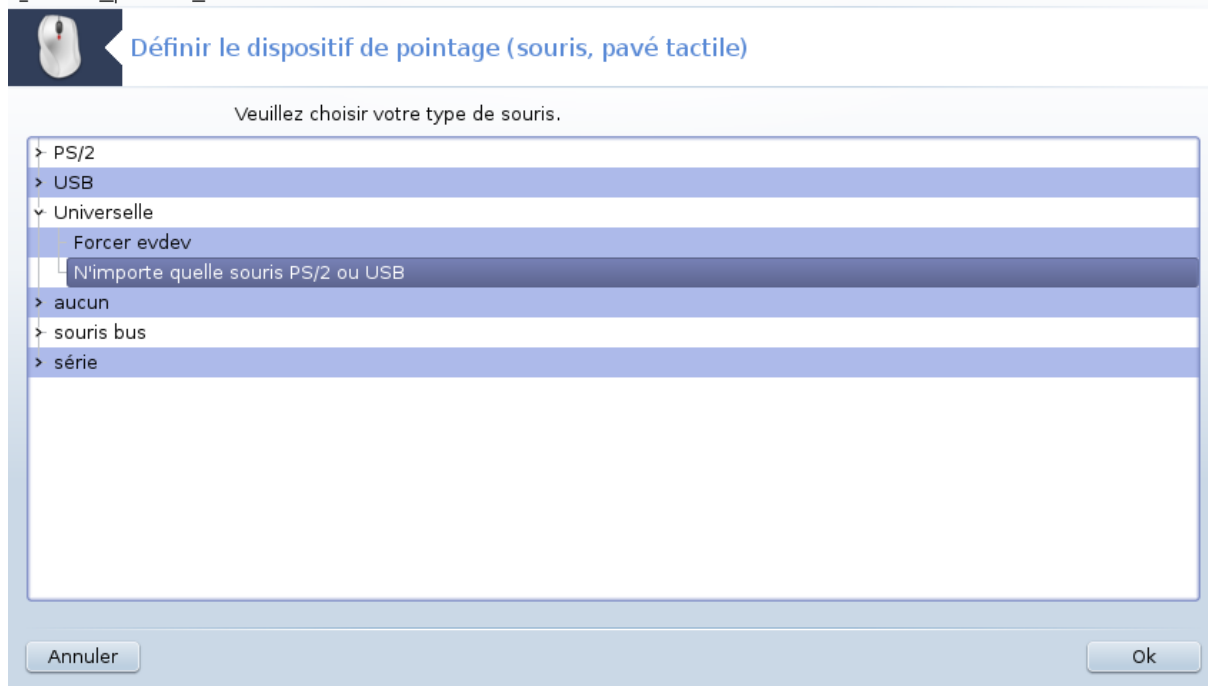 Définir le dispositif de pointage (souris, pavé tactile)
Veuillez choisir votre type de souris.
PS/2
USB
Universelle
Forcer evdev
N'importe quelle souris PS/2 ou USB
aucun
souris bus
série
Annuler
Ok